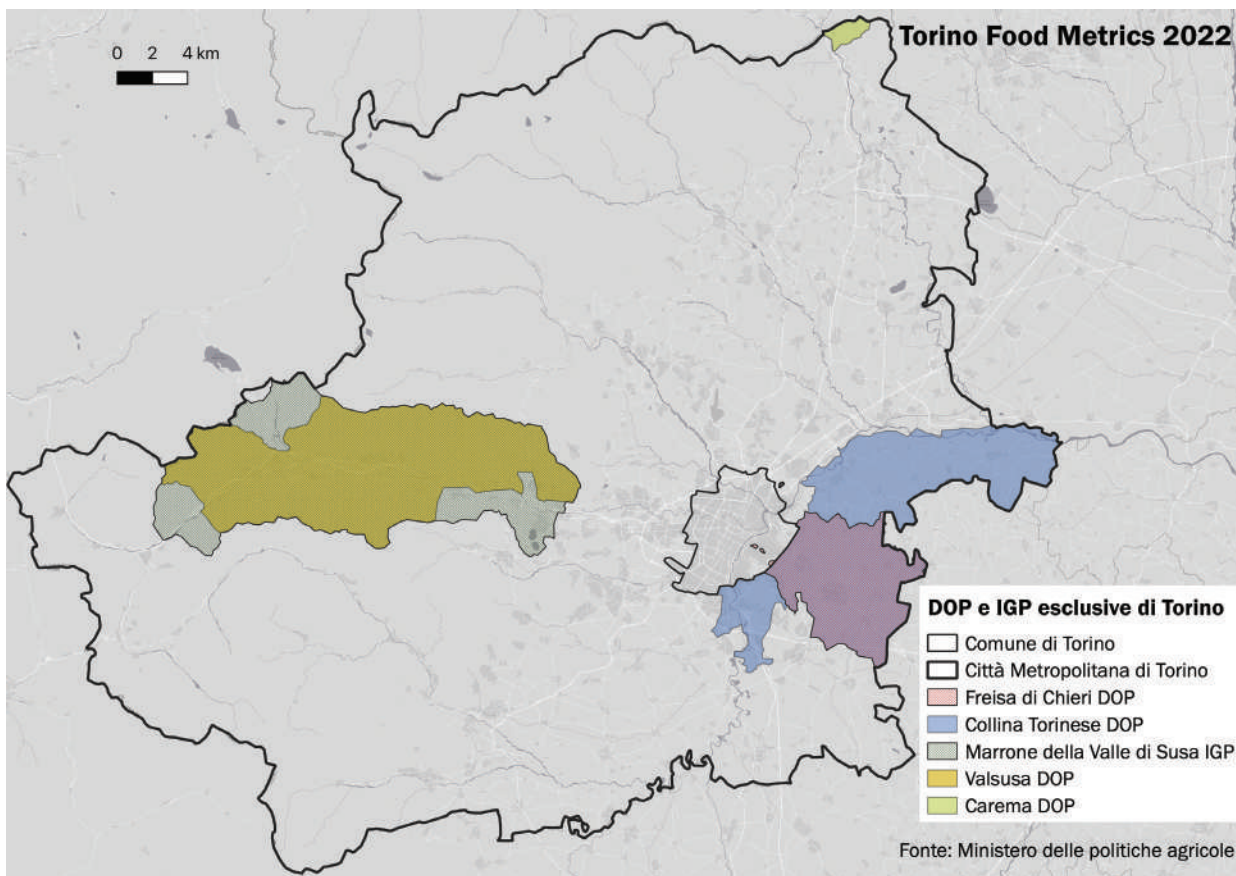 Torino Food Metrics 2022
0 2 4 km
DOP e IGP esclusive di Torino
Comune di Torino
Città Metropolitana di Torino
Freisa di Chieri DOP
Collina Torinese DOP
Marrone della Valle di Susa IGP
Valsusa DOP
Carema DOP
Fonte: Ministero delle politiche agricole